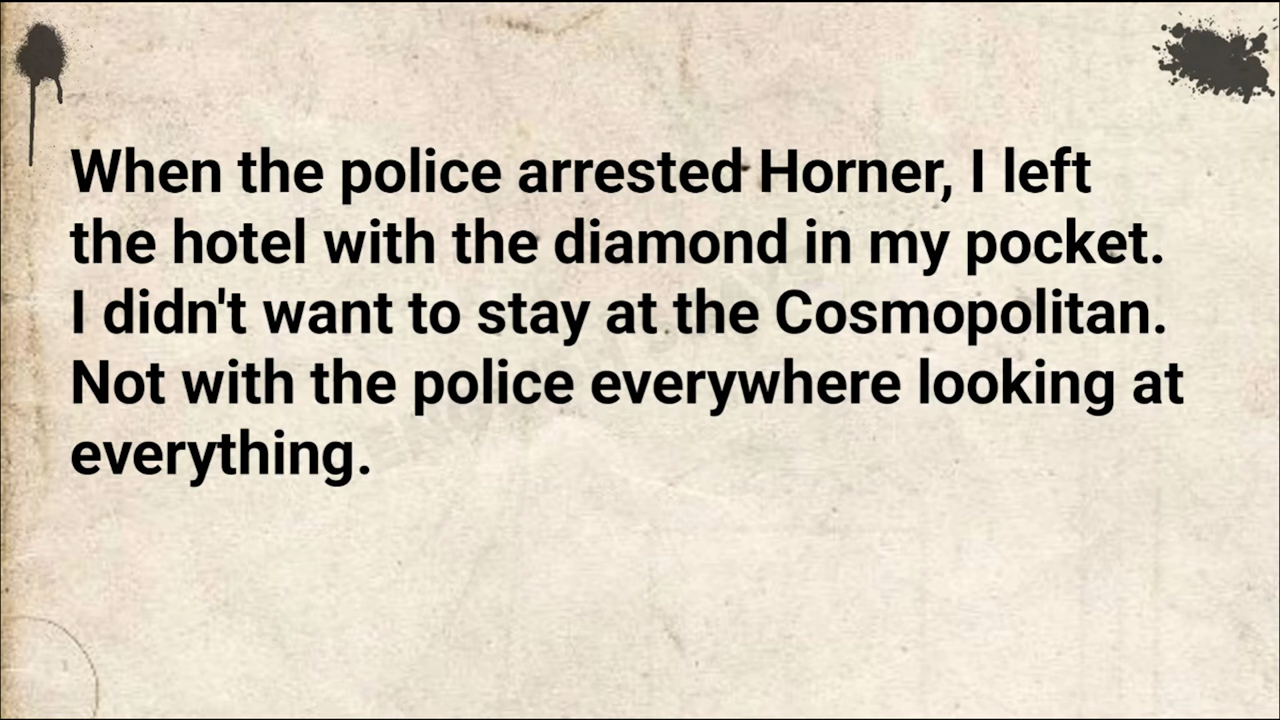 When the police arrested Horner, I left
the hotel with the diamond in my pocket.
I didn't want to stay at the Cosmopolitan.
Not with the police everywhere looking at
everything.